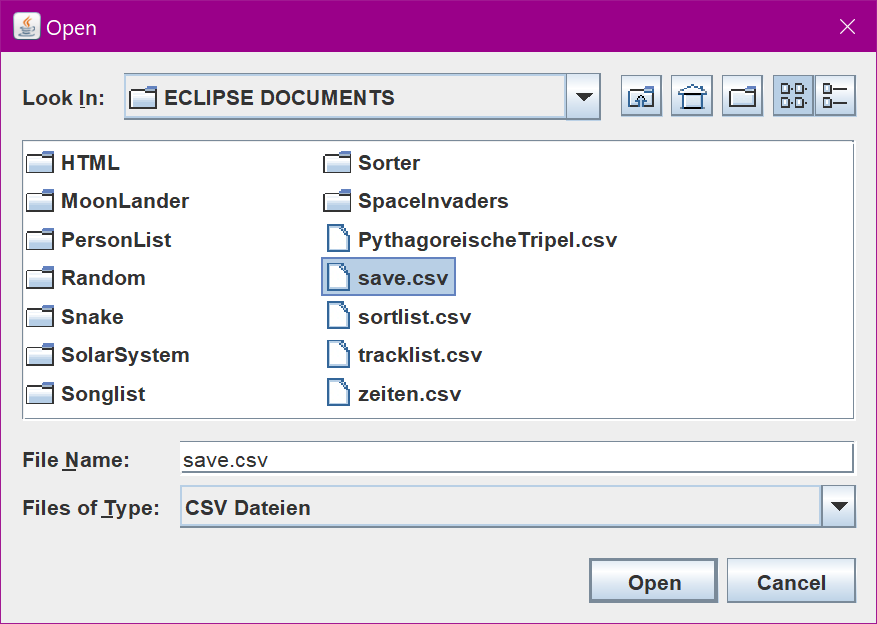 Open
Look In: ECLIPSE DOCUMENTS
HTML
MoonLander
PersonList
Random
Snake
SolarSystem
Songlist
Sorter
SpaceInvaders
PythagoreischeTripel.csv
save.csv
sortlist.csv
tracklist.csv
zeiten.csv
File Name: save.csv
Files of Type: CSV Dateien
Open Cancel